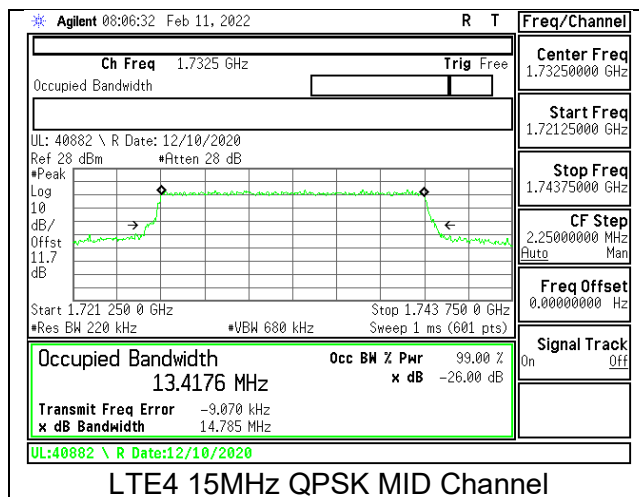 Agilent 08:06:32 Feb 11, 2022 R T
Ch Freq 1.7325 GHz Trig Free
Occupied Bandwidth
UL: 40882 \ R Date: 12/10/2020
Ref 28 dBm #Atten 28 dB
#Peak
Log
10
dB/
Offst
11.7
dB
Start 1.721 250 0 GHz Stop 1.743 750 0 GHz
#Res BW 220 kHz #VBW 680 kHz Sweep 1 ms (601 pts)
Occupied Bandwidth Occ BW % Pwr 99.00 %
13.4176 MHz x dB -26.00 dB
Transmit Freq Error -9.070 kHz
x dB Bandwidth 14.785 MHz
UL:40882 \ R Date:12/10/2020
Freq/Channel
Center Freq
1.73250000 GHz
Start Freq
1.72125000 GHz
Stop Freq
1.74375000 GHz
CF Step
2.25000000 MHz
Auto Man
Freq Offset
0.00000000 Hz
Signal Track
On Off
LTE4 15MHz QPSK MID Channel